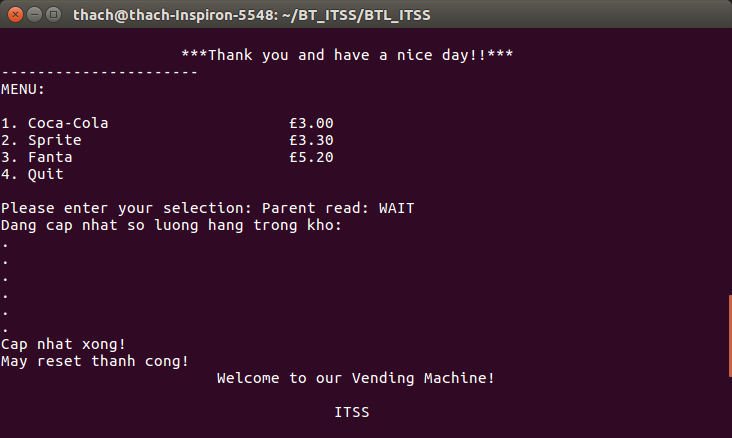 thach@thach-Inspiron-5548: ~/BT_ITSS/BTL_ITSS
***Thank you and have a nice day!!***
----------------------
MENU:
1. Coca-Cola £3.00
2. Sprite £3.30
3. Fanta £5.20
4. Quit
Please enter your selection: Parent read: WAIT
Dang cap nhat so luong hang trong kho:
.
.
.
.
.
.
Cap nhat xong!
May reset thanh cong!
Welcome to our Vending Machine!
ITSS